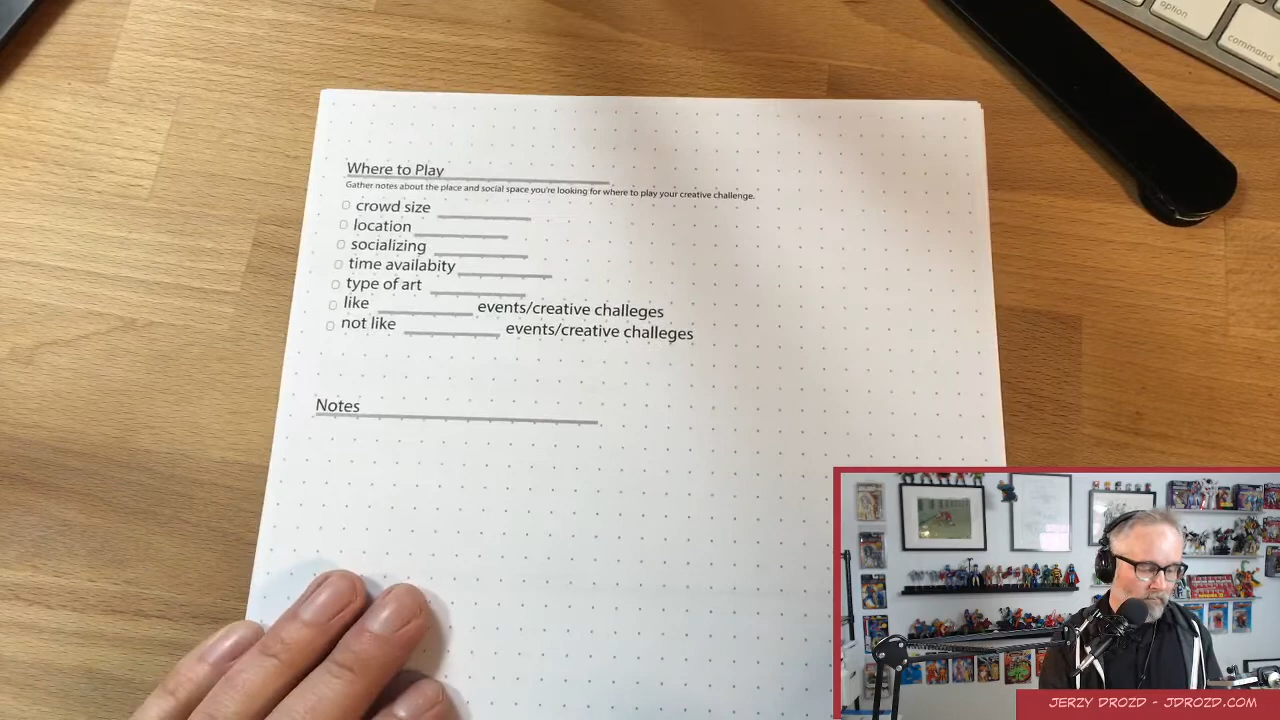 option
command
Where to Play
Gather notes about the place and social space you're looking for where to play your creative challenge.
crowd size
location
socializing
time availabity
type of art
like events/creative challeges
not like events/creative challeges
Notes
JERZY DROZD - JDROZD.COM